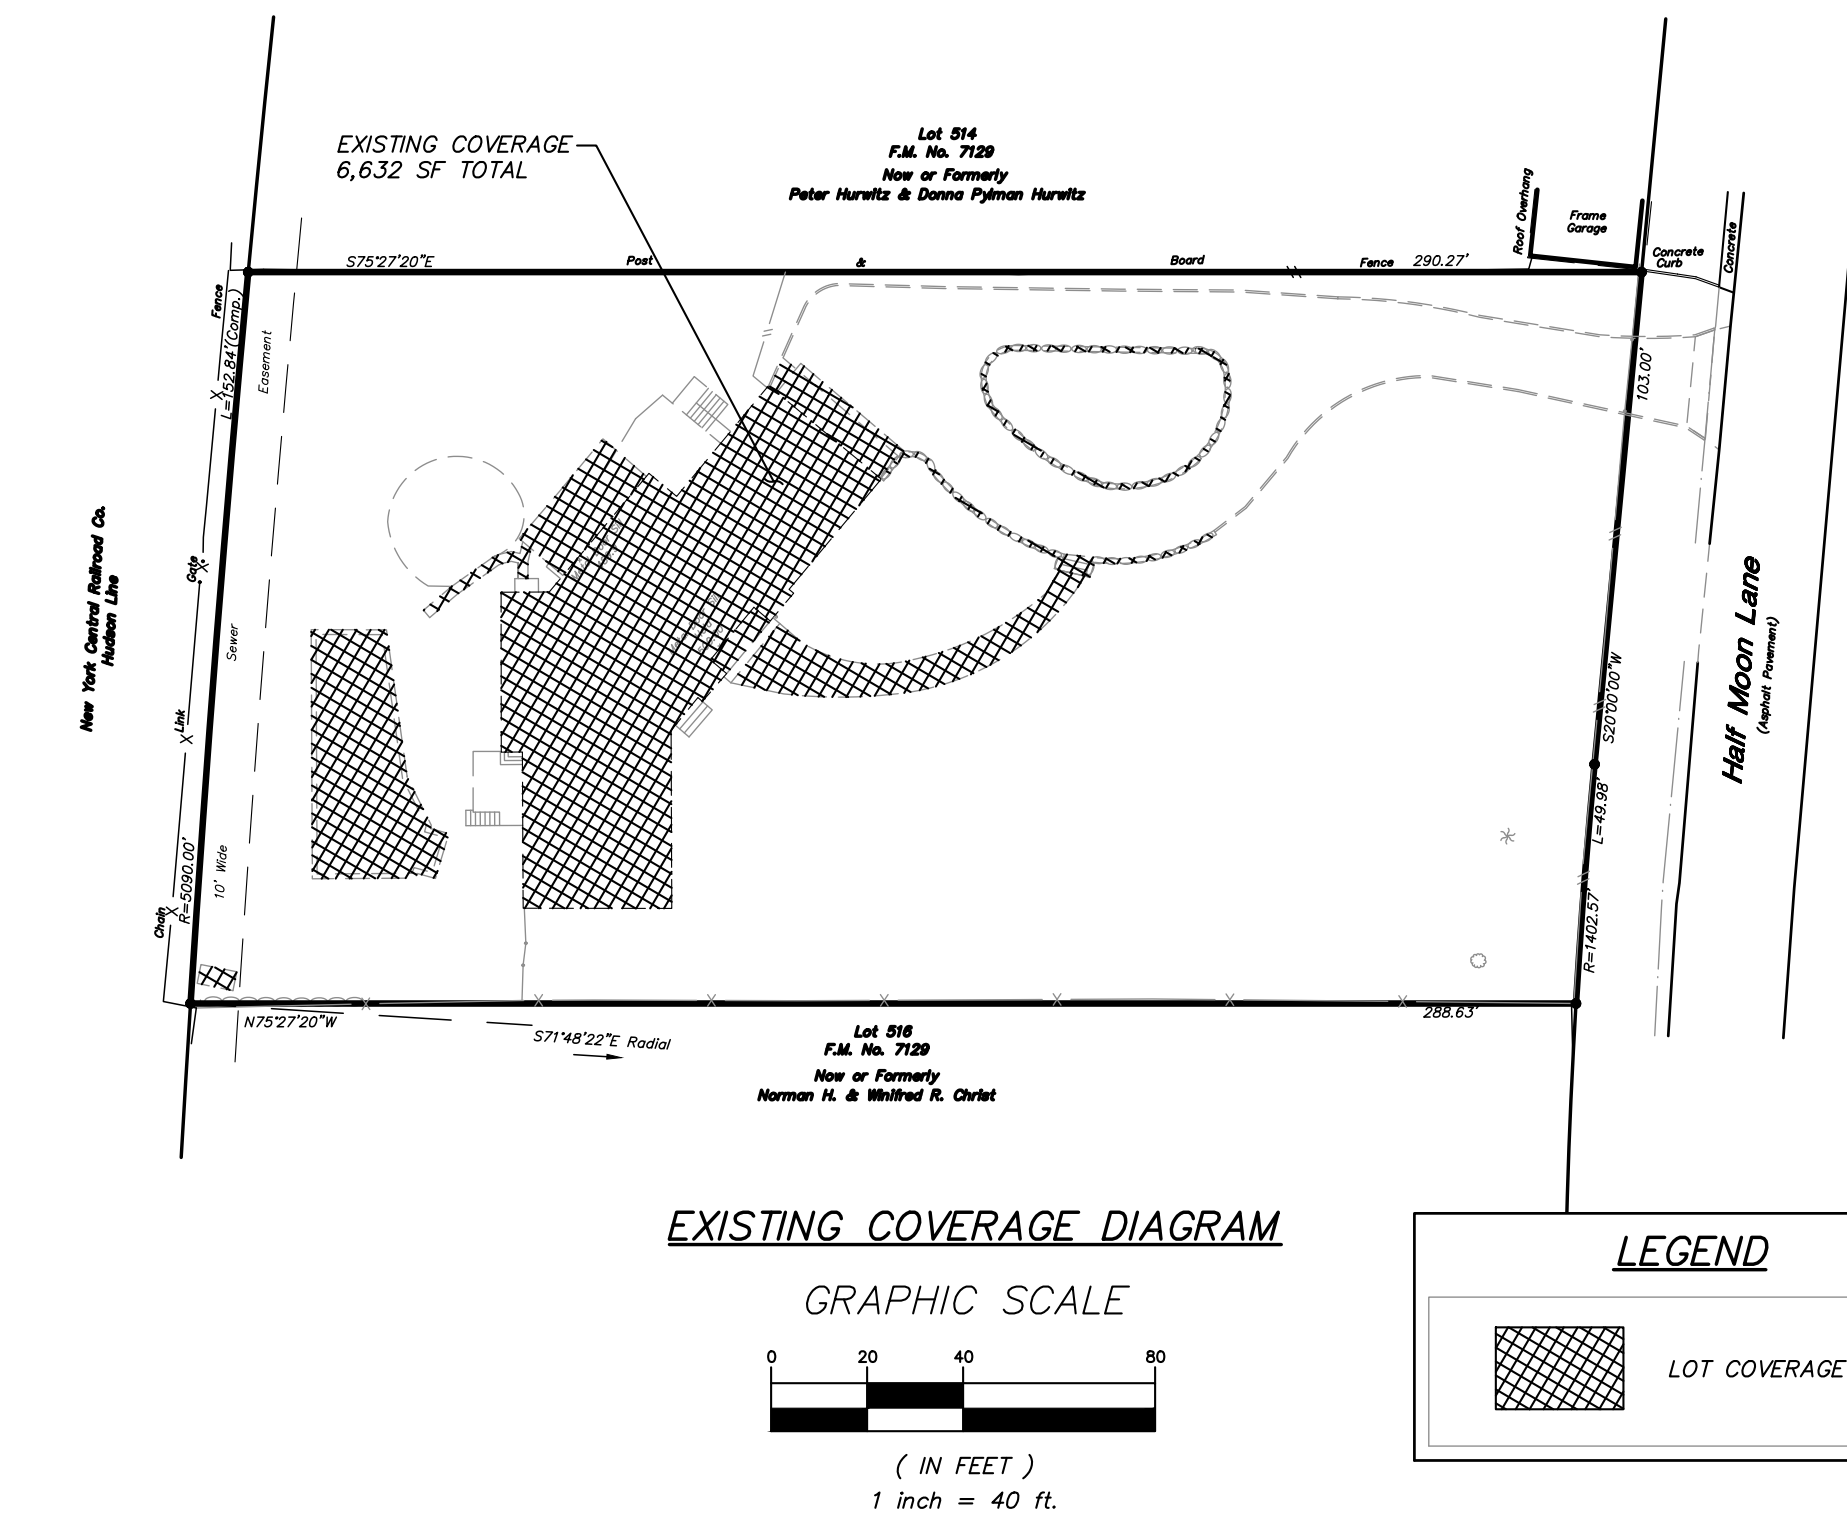 EXISTING COVERAGE
6,632 SF TOTAL
Lot 514
F.M. No. 7129
Now or Formerly
Peter Hurwitz & Donna Pylman Hurwitz
Roof Overhang
Frame
Garage
Concrete
Curb
Concrete
S75°27'20"E
Post
&
Board
Fence
290.27'
Fence
L=152.84'(Comp.)
Easement
103.00'
New York Central Railroad Co.
Hudson Line
Gate
Sewer
Link
Half Moon Lane
(Asphalt Pavement)
S20°00'00"W
L=49.98'
10' Wide
R=5090.00'
Chain
R=1402.57'
N75°27'20"W
S71°48'22"E Radial
288.63'
Lot 516
F.M. No. 7129
Now or Formerly
Norman H. & Winifred R. Christ
EXISTING COVERAGE DIAGRAM
GRAPHIC SCALE
0 20 40 80
( IN FEET )
1 inch = 40 ft.
LEGEND
LOT COVERAGE